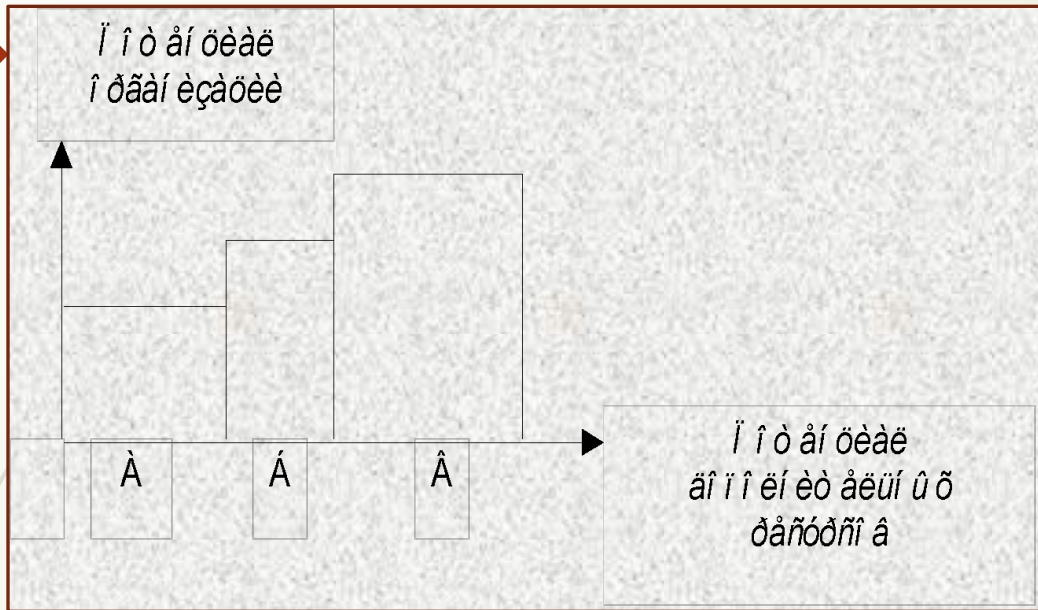 Ï î ò åí öèàë
î ðãàí èçàöèè
À
Á
Â
Ï î ò åí öèàë
äî ï î ëí èò åëüí û õ
ðåñóðñî â